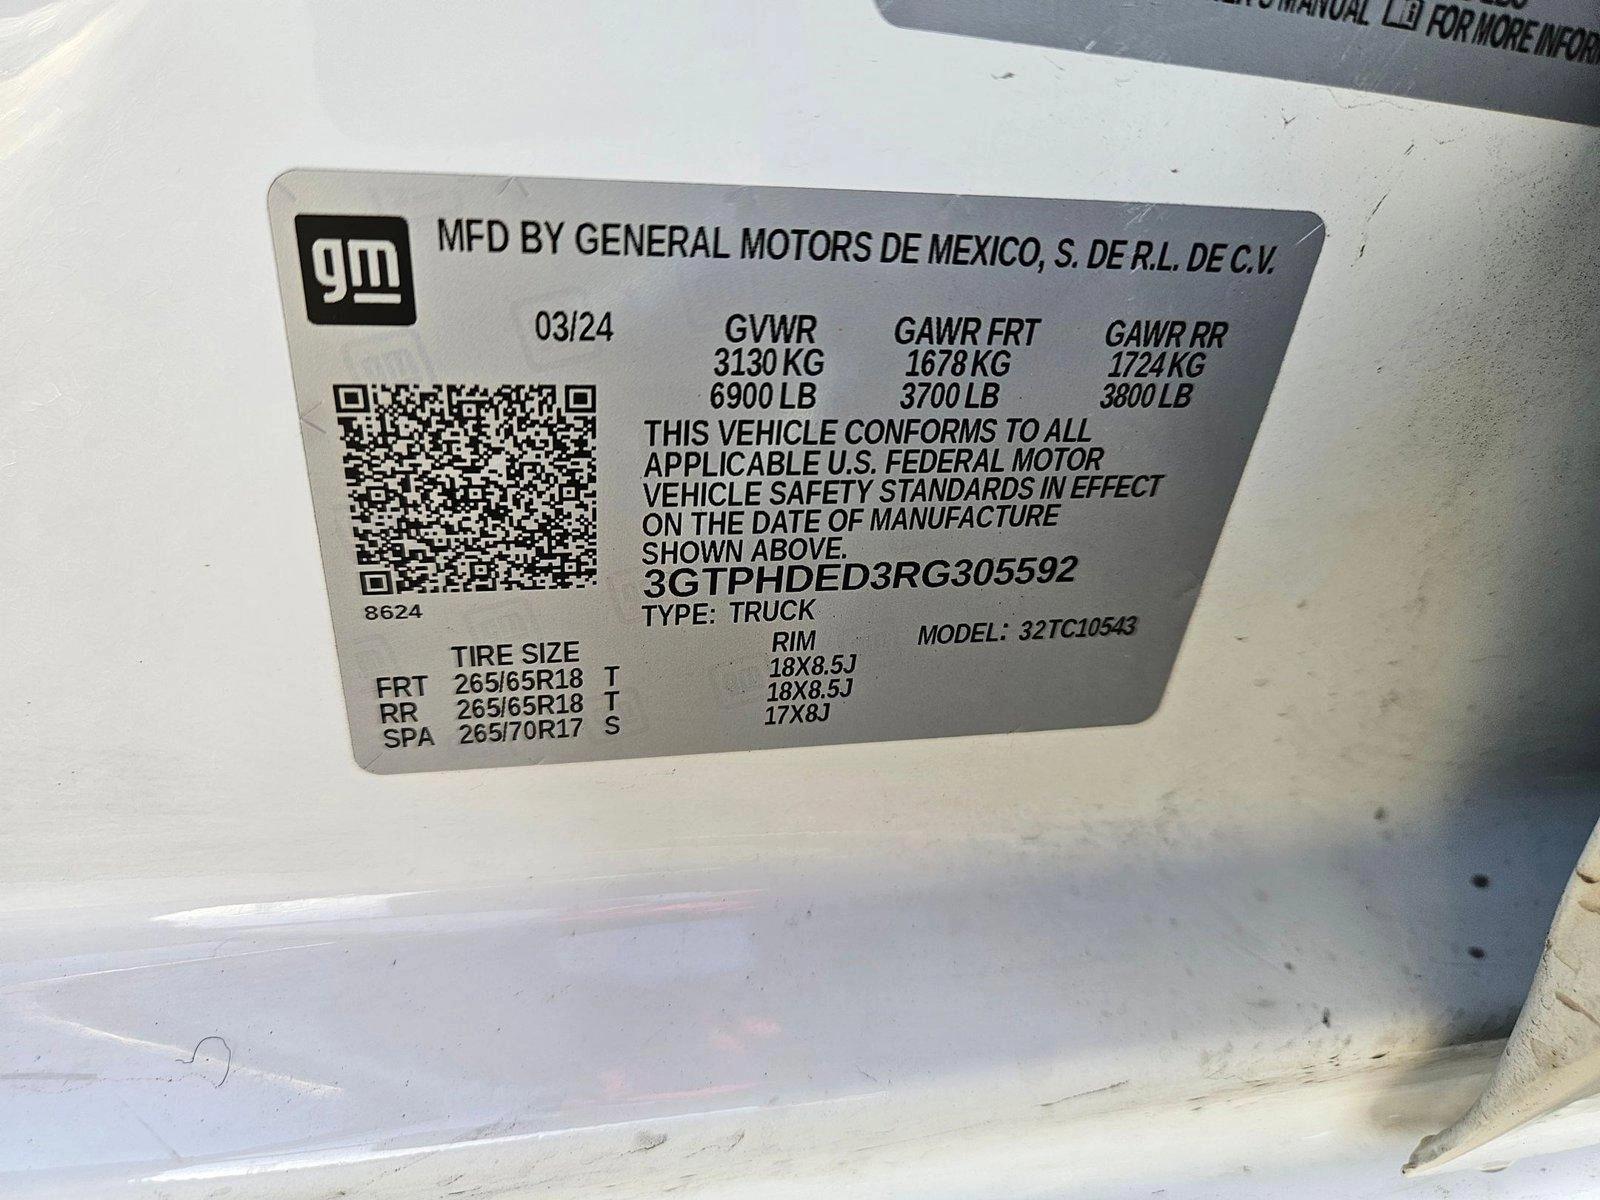 MANUAL FOR MORE
gm
MFD BY GENERAL MOTORS DE MEXICO, S. DE R.L. DE C.V.
03/24 GVWR GAWR FRT GAWR RR
3130 KG 1678 KG 1724 KG
6900 LB 3700 LB 3800 LB
THIS VEHICLE CONFORMS TO ALL
APPLICABLE U.S. FEDERAL MOTOR
VEHICLE SAFETY STANDARDS IN EFFECT
ON THE DATE OF MANUFACTURE
SHOWN ABOVE.
3GTPHDED3RG305592
8624
TYPE: TRUCK
MODEL: 32TC10543
TIRE SIZE RIM
FRT 265/65R18 T 18X8.5J
RR 265/65R18 T 18X8.5J
SPA 265/70R17 S 17X8J